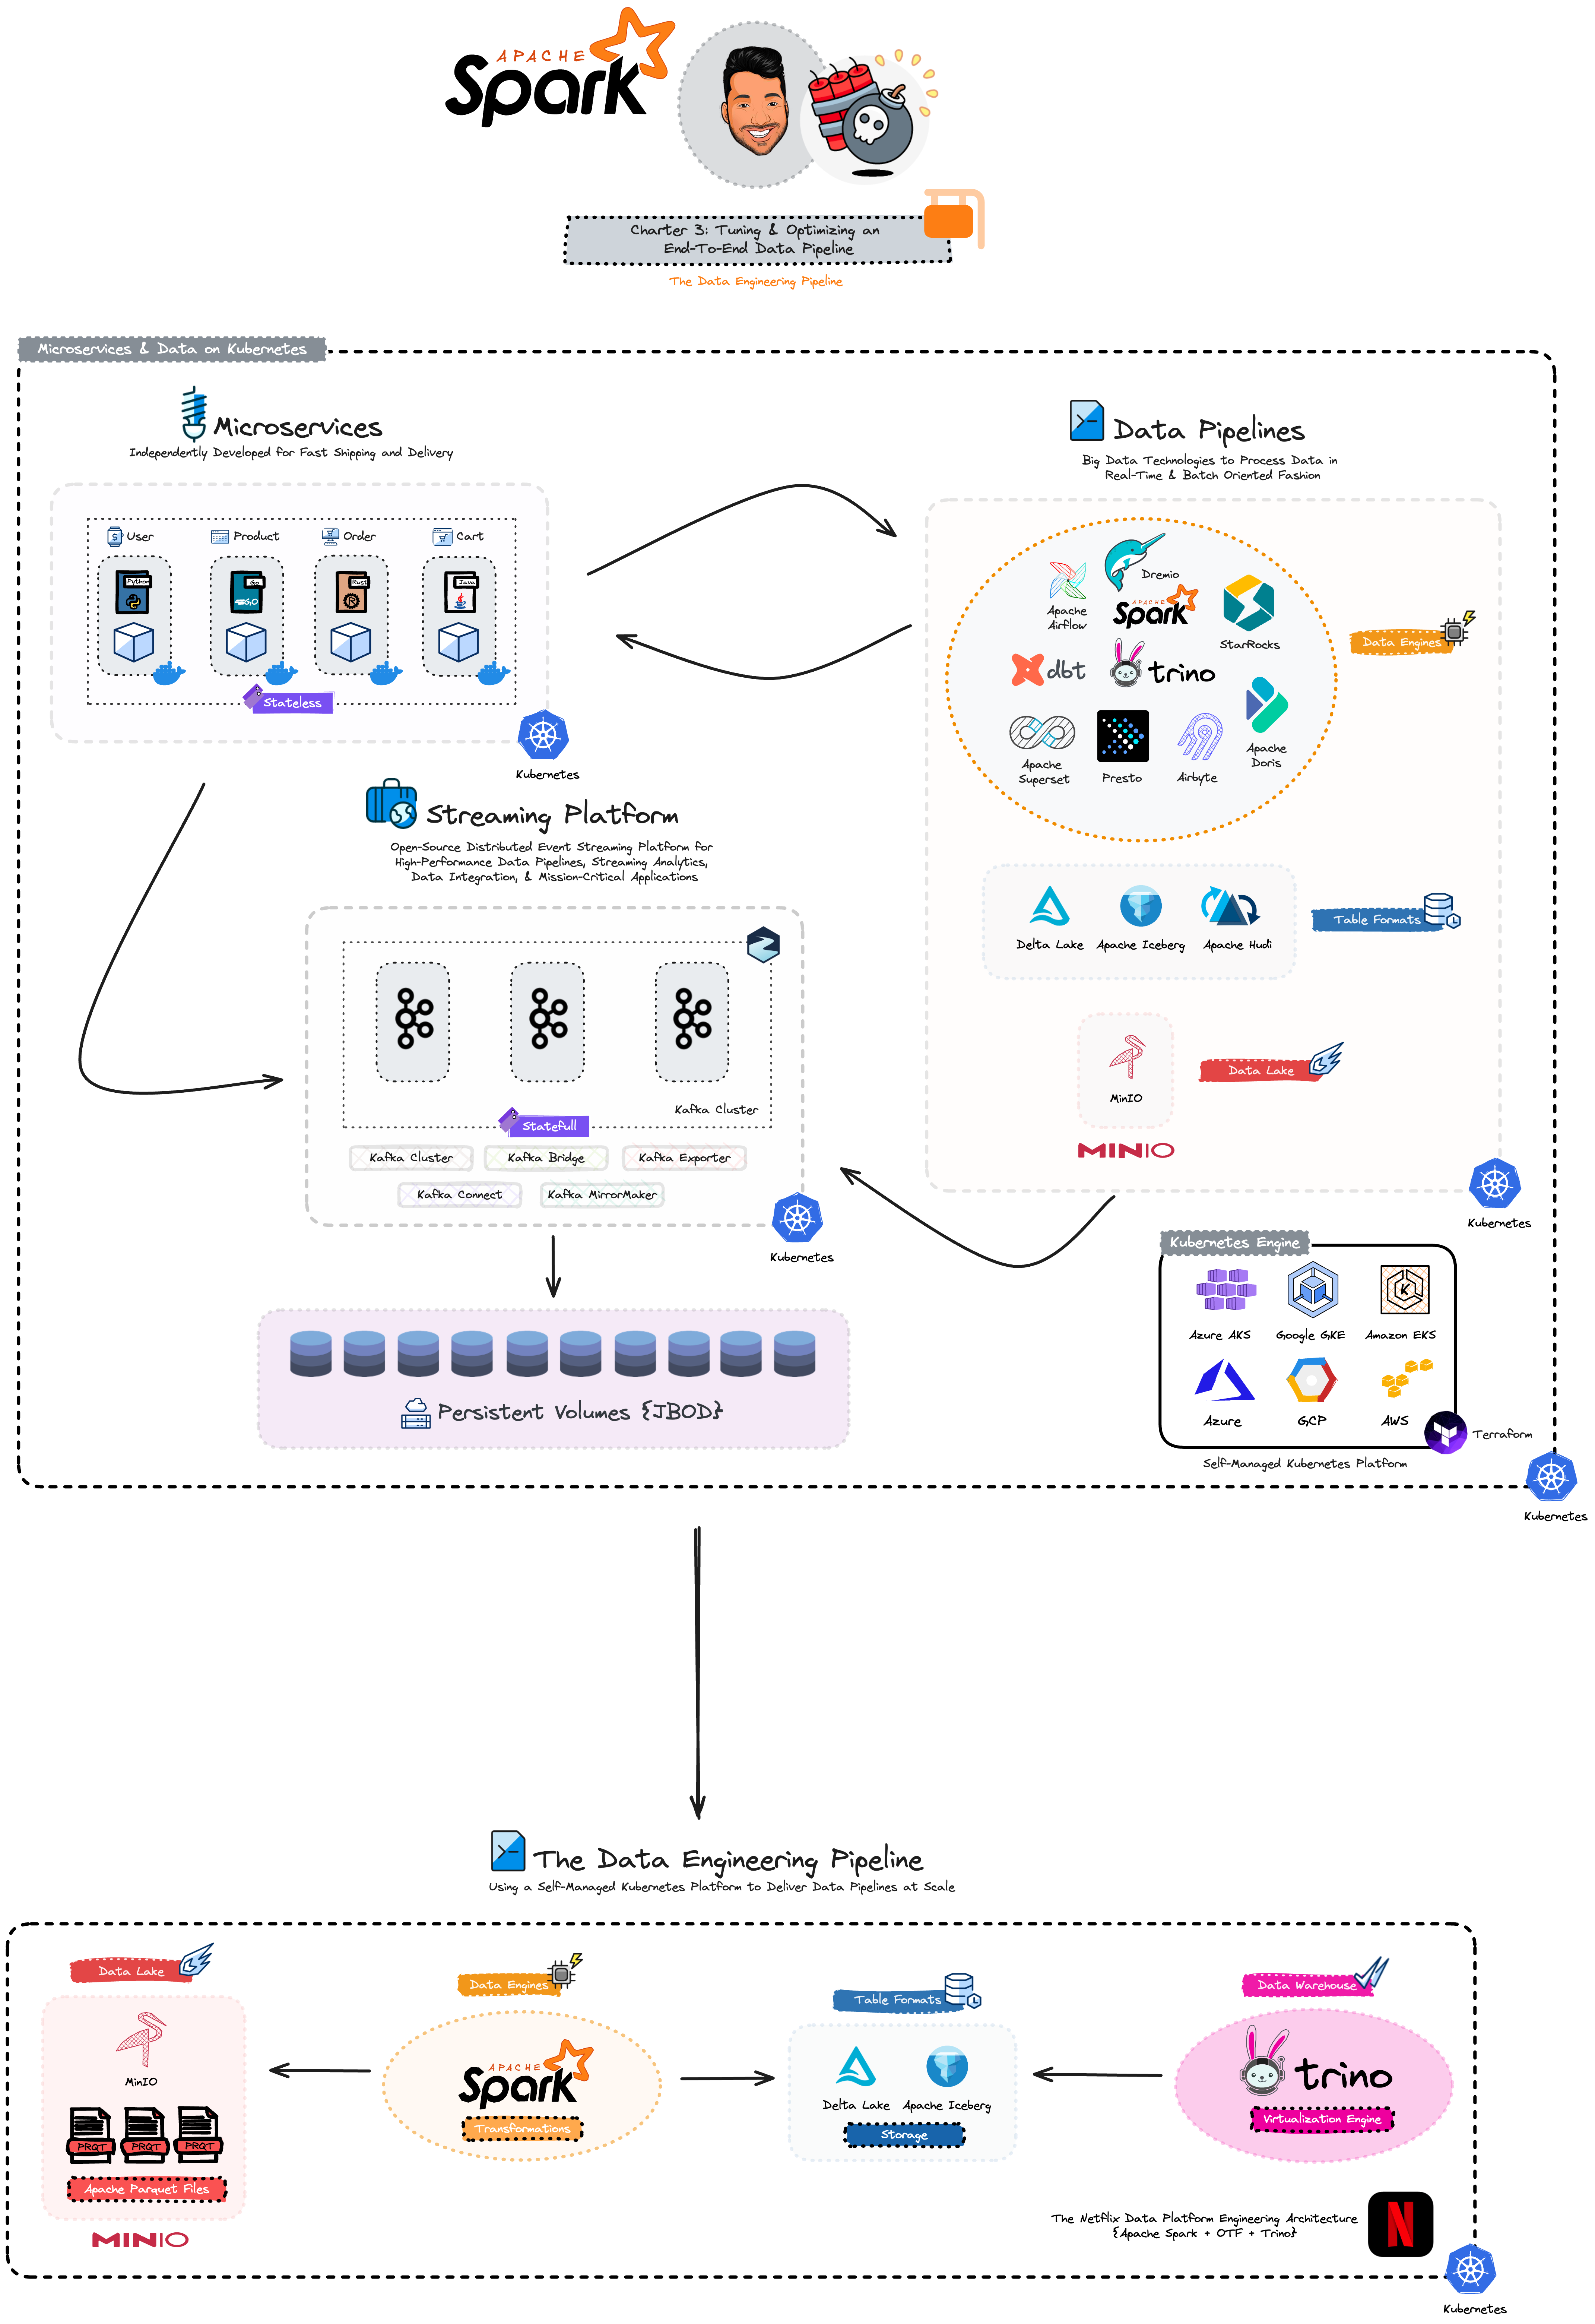 APACHE
Spark
Charter 3: Tuning & Optimizing an
End-To-End Data Pipeline
The Data Engineering Pipeline
Microservices & Data on Kubernetes
Microservices
Independently Developed for Fast Shipping and Delivery
User
Product
Order
Cart
Python
Go
Rust
Java
GO
Stateless
Kubernetes
Data Pipelines
Big Data Technologies to Process Data in
Real-Time & Batch Oriented Fashion
Dremio
Apache
Airflow
APACHE
Spark
StarRocks
Data Engines
dbt
trino
Apache
Superset
Presto
Airbyte
Apache
Doris
Delta Lake
Apache Iceberg
Apache Hudi
Table Formats
MinIO
Data Lake
MINIO
Kubernetes
Streaming Platform
Open-Source Distributed Event Streaming Platform for
High-Performance Data Pipelines, Streaming Analytics,
Data Integration, & Mission-Critical Applications
Kafka Cluster
Statefull
Kafka Cluster
Kafka Bridge
Kafka Exporter
Kafka Connect
Kafka MirrorMaker
Kubernetes
Persistent Volumes {JBOD}
Kubernetes Engine
Azure AKS
Google GKE
Amazon EKS
K
Azure
GCP
AWS
Terraform
Self-Managed Kubernetes Platform
Kubernetes
The Data Engineering Pipeline
Using a Self-Managed Kubernetes Platform to Deliver Data Pipelines at Scale
Data Lake
MinIO
PRQT
PRQT
PRQT
Apache Parquet Files
MINIO
Data Engines
APACHE
Spark
Transformations
Table Formats
Delta Lake
Apache Iceberg
Storage
Data Warehouse
trino
Virtualization Engine
The Netflix Data Platform Engineering Architecture
{Apache Spark + OTF + Trino}
N
Kubernetes